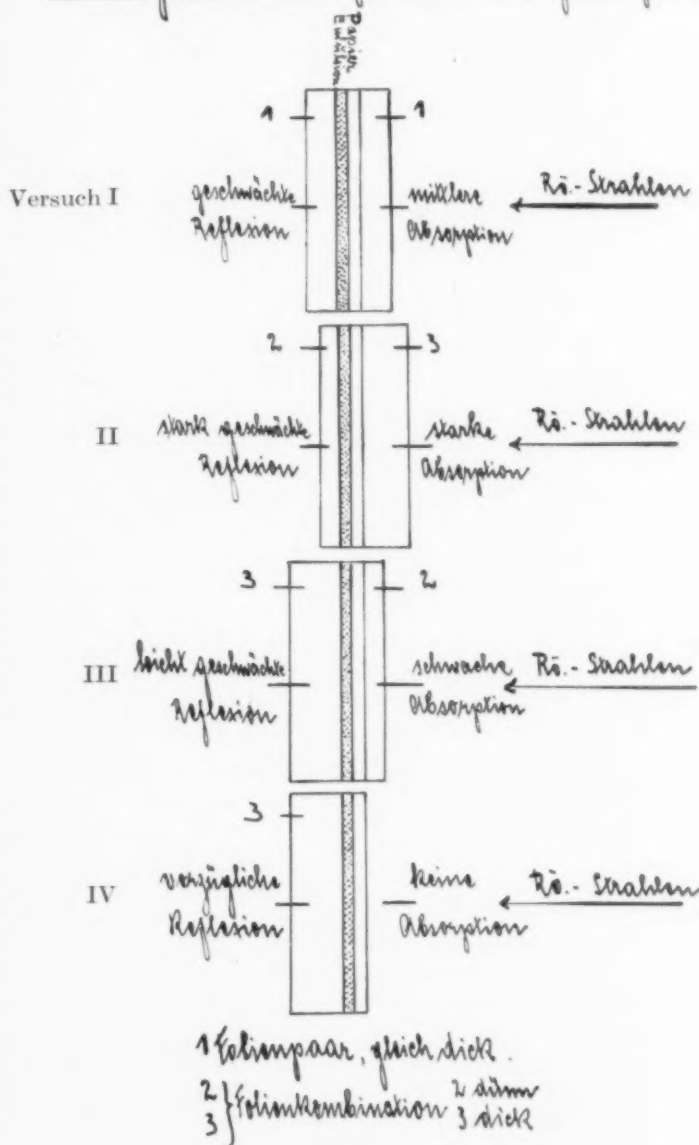 Papier
Emulsion
1 1
Versuch I geschwächte mittlere Rö.-Strahlen
Reflexion Absorption
2 3
II stark geschwächte starke Rö.-Strahlen
Reflexion Absorption
3 2
III leicht geschwächte schwache Rö.-Strahlen
Reflexion Absorption
3
IV vorzügliche keine Rö.-Strahlen
Reflexion Absorption
1 Folienpaar, gleich dick.
2 } Folienkombination 2 dünn
3 3 dick